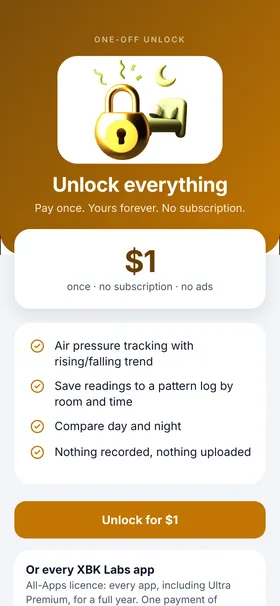 ONE-OFF UNLOCK
Unlock everything
Pay once. Yours forever. No subscription.
$1
once · no subscription · no ads
Air pressure tracking with
rising/falling trend
Save readings to a pattern log by
room and time
Compare day and night
Nothing recorded, nothing uploaded
Unlock for $1
Or every XBK Labs app
All-Apps licence: every app, including Ultra
Premium, for a full year. One payment of